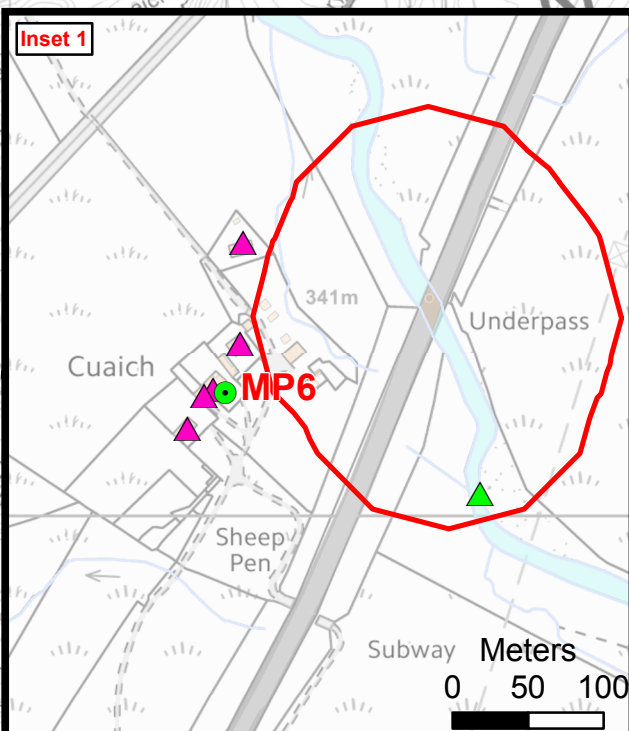 Inset 1
341m
Underpass
Cuaich
MP6
Sheep
Pen
Subway
Meters
0 50 100